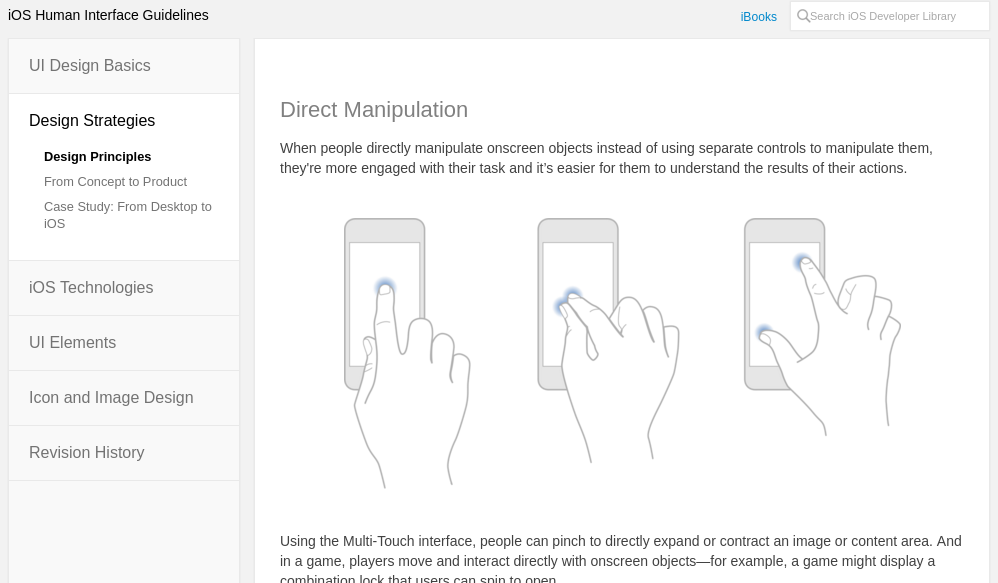 iOS Human Interface Guidelines
iBooks
Search iOS Developer Library
UI Design Basics
Design Strategies
Design Principles
From Concept to Product
Case Study: From Desktop to
iOS
iOS Technologies
UI Elements
Icon and Image Design
Revision History
Direct Manipulation
When people directly manipulate onscreen objects instead of using separate controls to manipulate them,
they're more engaged with their task and it's easier for them to understand the results of their actions.
Using the Multi-Touch interface, people can pinch to directly expand or contract an image or content area. And
in a game, players move and interact directly with onscreen objects—for example, a game might display a
combination lock that users can spin to open.